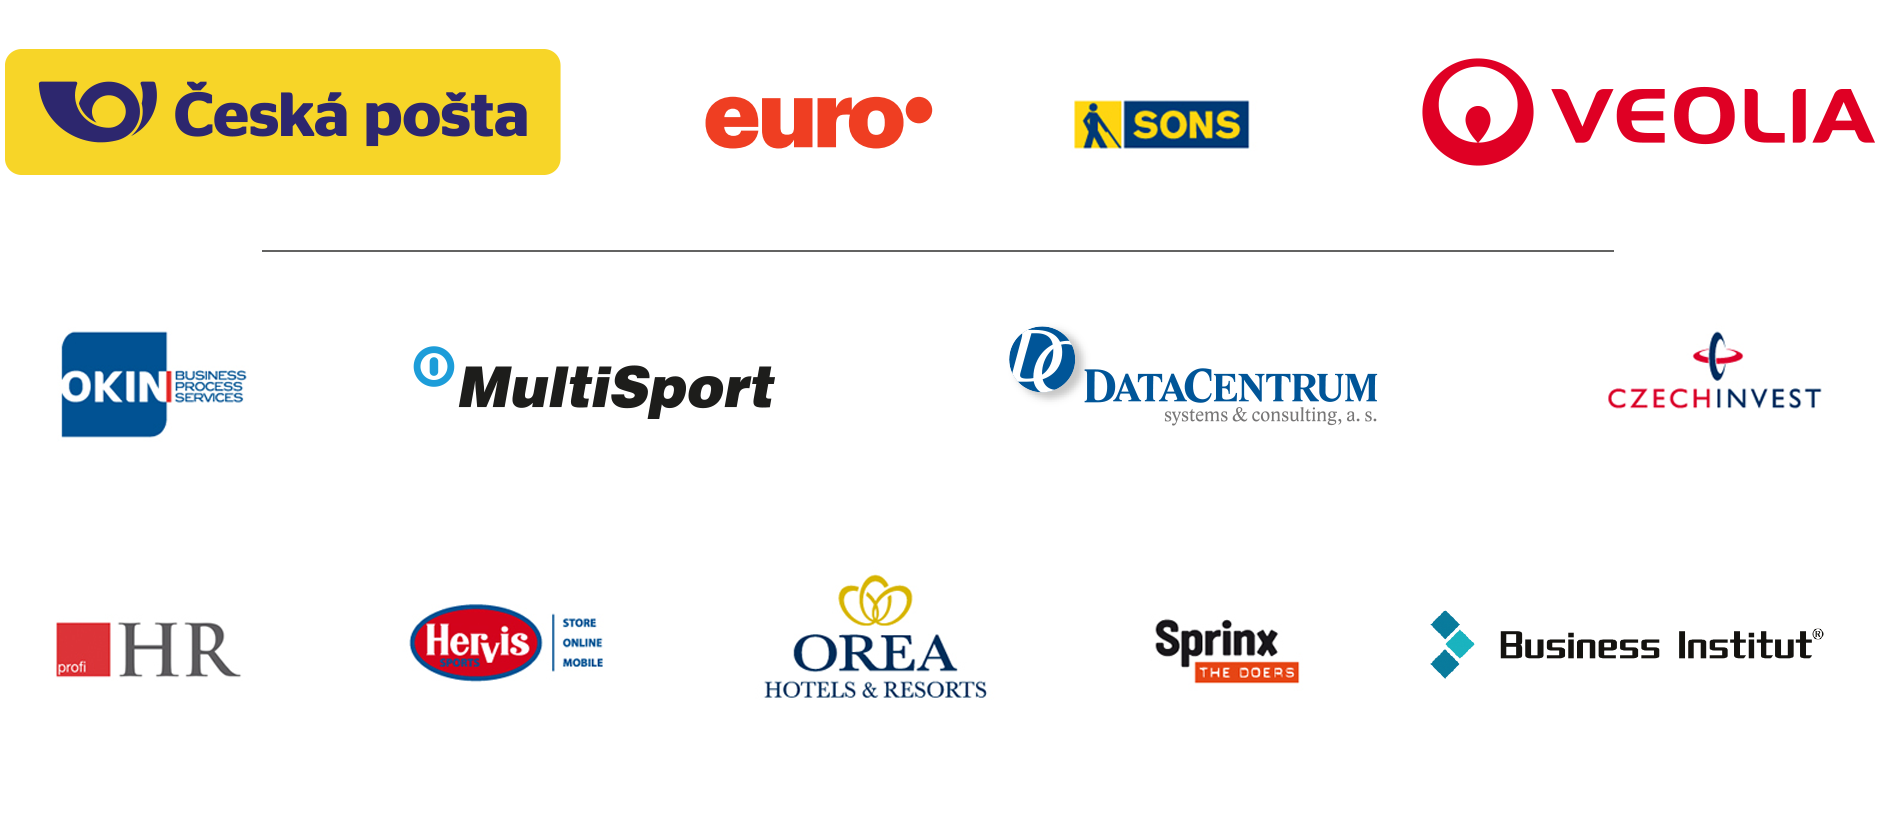 Česká pošta
euro
SONS
VEOLIA
OKIN
BUSINESS
PROCESS
SERVICES
MultiSport
DATACENTRUM
systems & consulting, a. s.
CZECHINVEST
profi
HR
Hervis
SPORTS
STORE
ONLINE
MOBILE
OREA
HOTELS & RESORTS
Sprinx
THE DOERS
Business Institut®